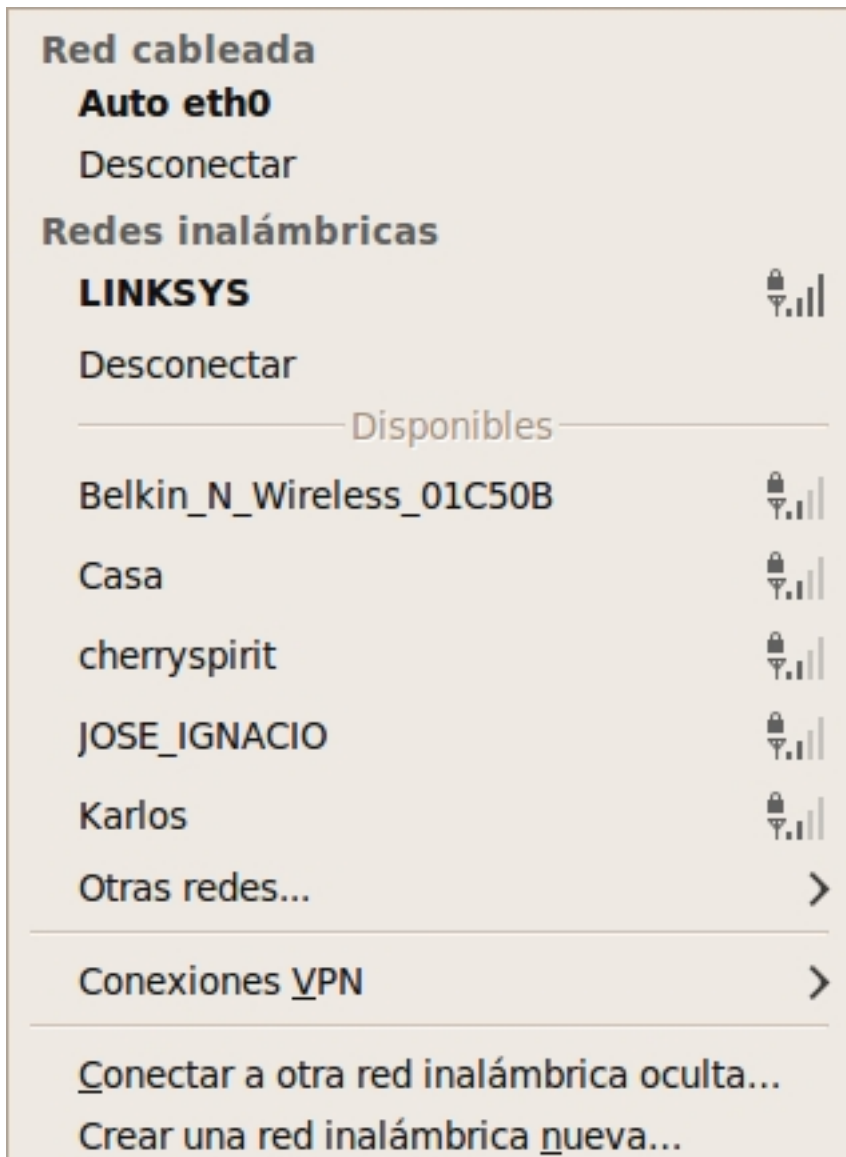 Red cableada
Auto eth0
Desconectar
Redes inalámbricas
LINKSYS
Desconectar
Disponibles
Belkin_N_Wireless_01C50B
Casa
cherryspirit
JOSE_IGNACIO
Karlos
Otras redes...
Conexiones VPN
Conectar a otra red inalámbrica oculta...
Crear una red inalámbrica nueva...